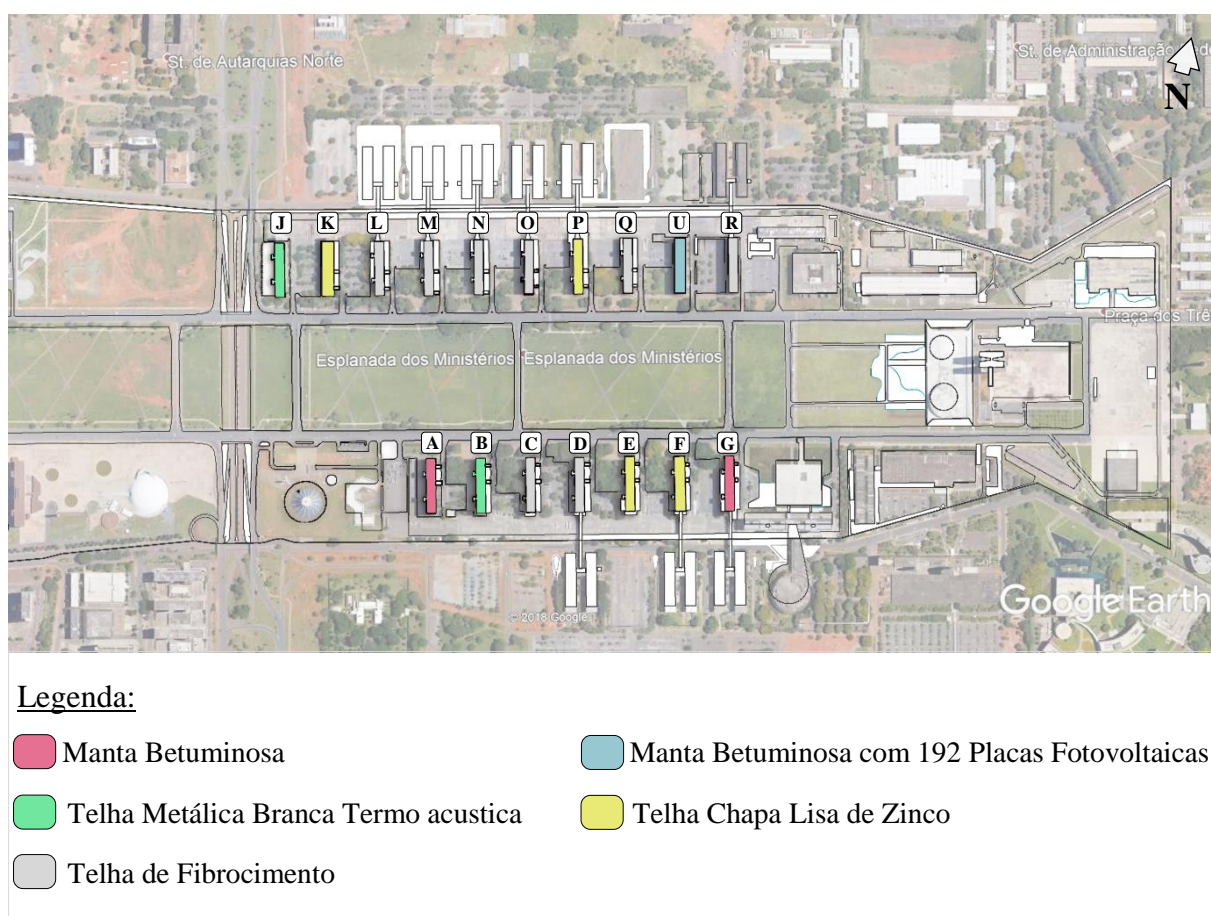 St. de Autarquias Norte
St. de Administração
N
J K L M N O P Q U R
Praça dos Trê
Esplanada dos Ministérios Esplanada dos Ministérios
A B C D E F G
Google Earth
© 2018 Google
Legenda:
Manta Betuminosa
Manta Betuminosa com 192 Placas Fotovoltaicas
Telha Metálica Branca Termo acustica
Telha Chapa Lisa de Zinco
Telha de Fibrocimento